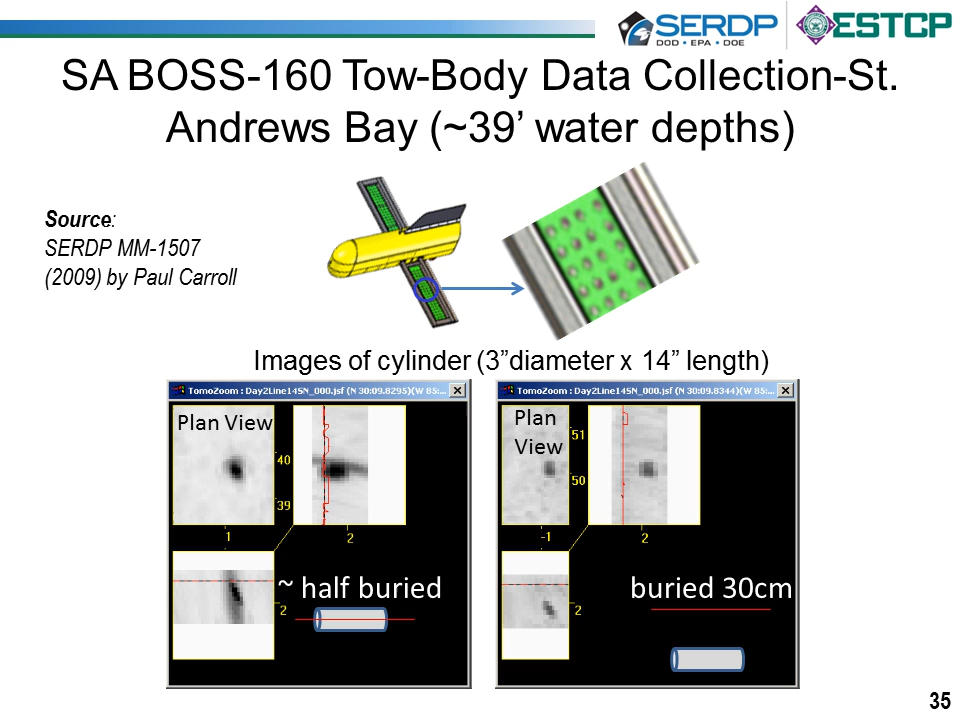 SERDP
DOD • EPA • DOE
ESTCP
SA BOSS-160 Tow-Body Data Collection-St.
Andrews Bay (~39’ water depths)
Source:
SERDP MM-1507
(2009) by Paul Carroll
Images of cylinder (3”diameter x 14” length)
TomoZoom : Day2Line14SN_000.jsf (N 30:09.8295)(W 85:...
Plan View
40
39
1
2
~ half buried
2
TomoZoom : Day2Line14SN_000.jsf (N 30:09.8344)(W 85:...
Plan
View
51
50
-1
2
buried 30cm
2
35